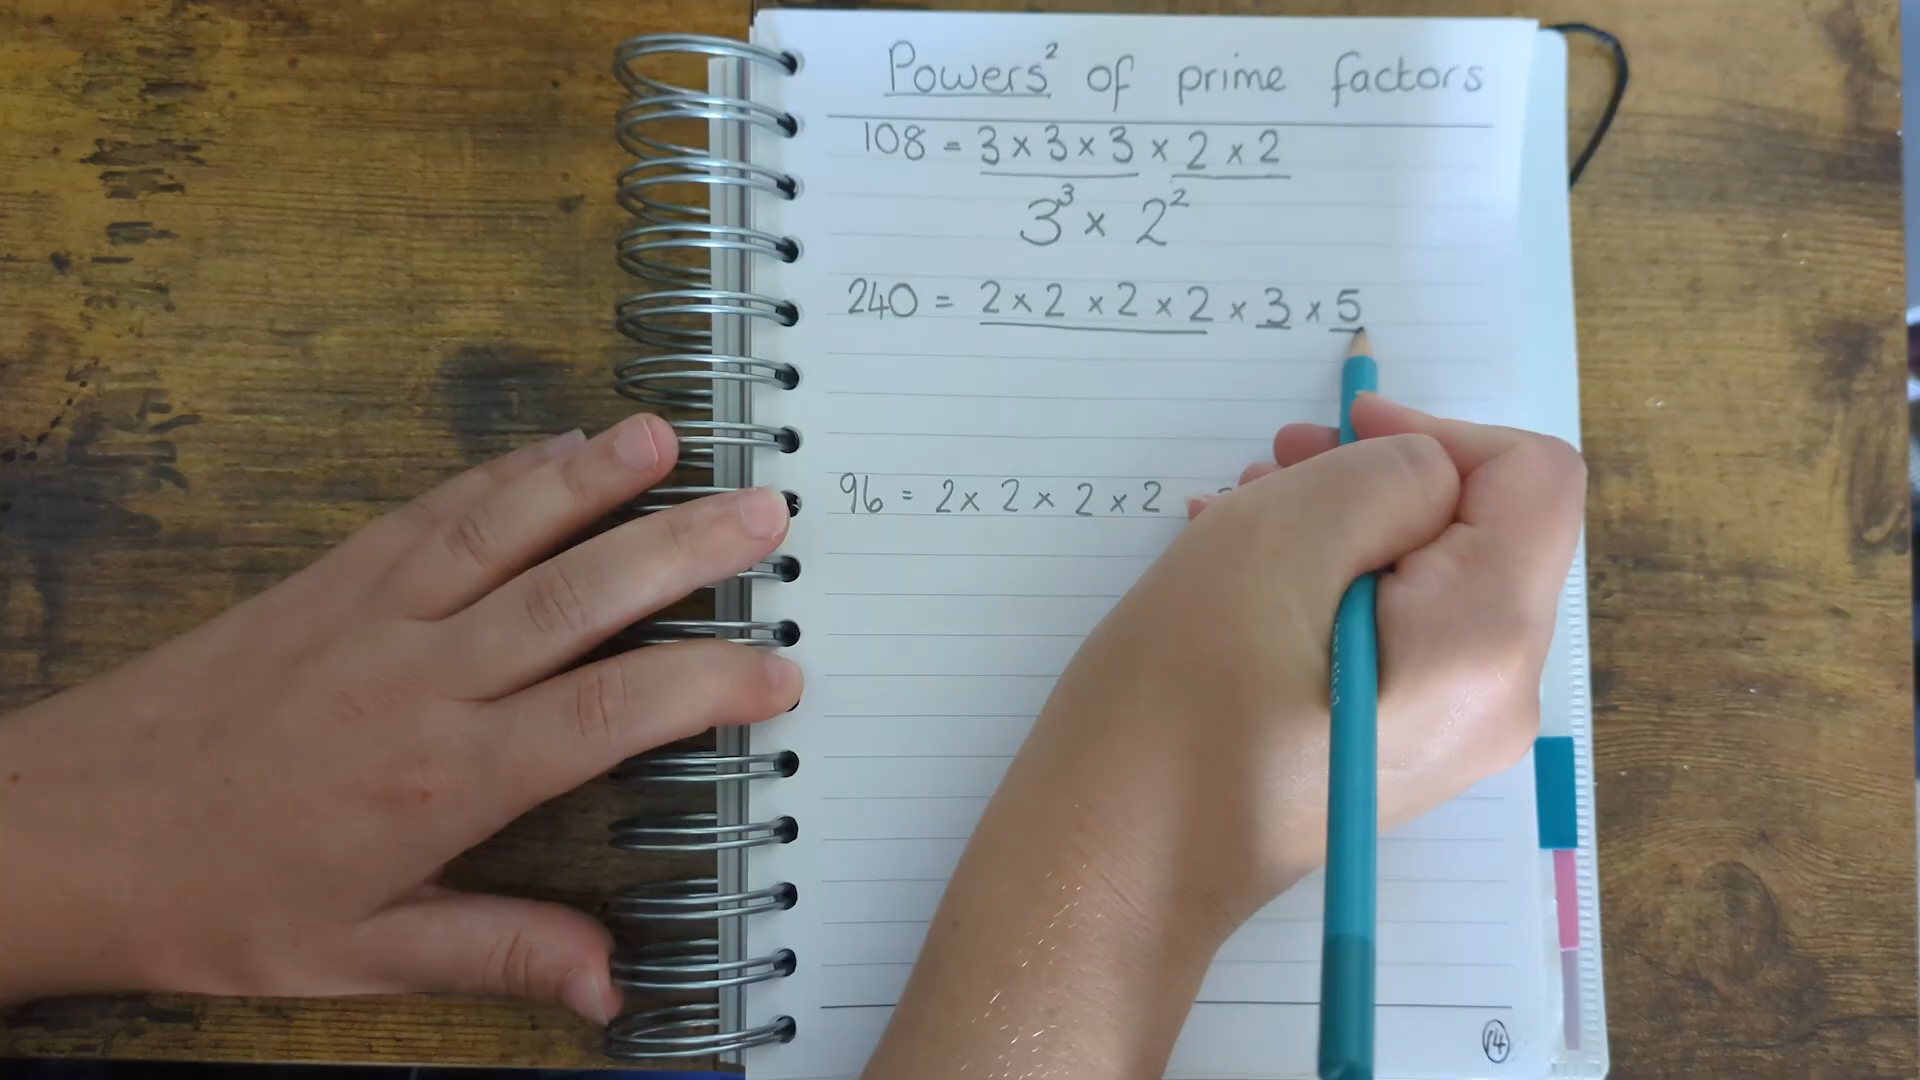 Powers² of prime factors
108 = 3 × 3 × 3 × 2 × 2
3³ × 2²
240 = 2 × 2 × 2 × 2 × 3 × 5
96 = 2 × 2 × 2 × 2
14